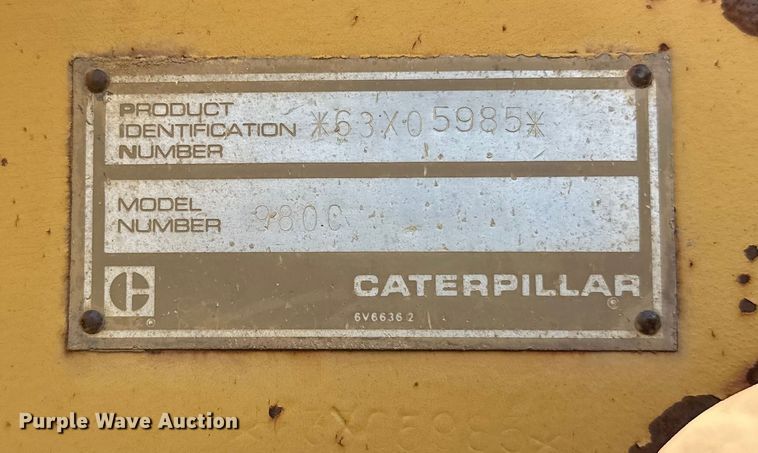 PRODUCT
IDENTIFICATION
NUMBER
*63X05985*
MODEL
NUMBER
980C
CATERPILLAR
6V6636 2
Purple Wave Auction